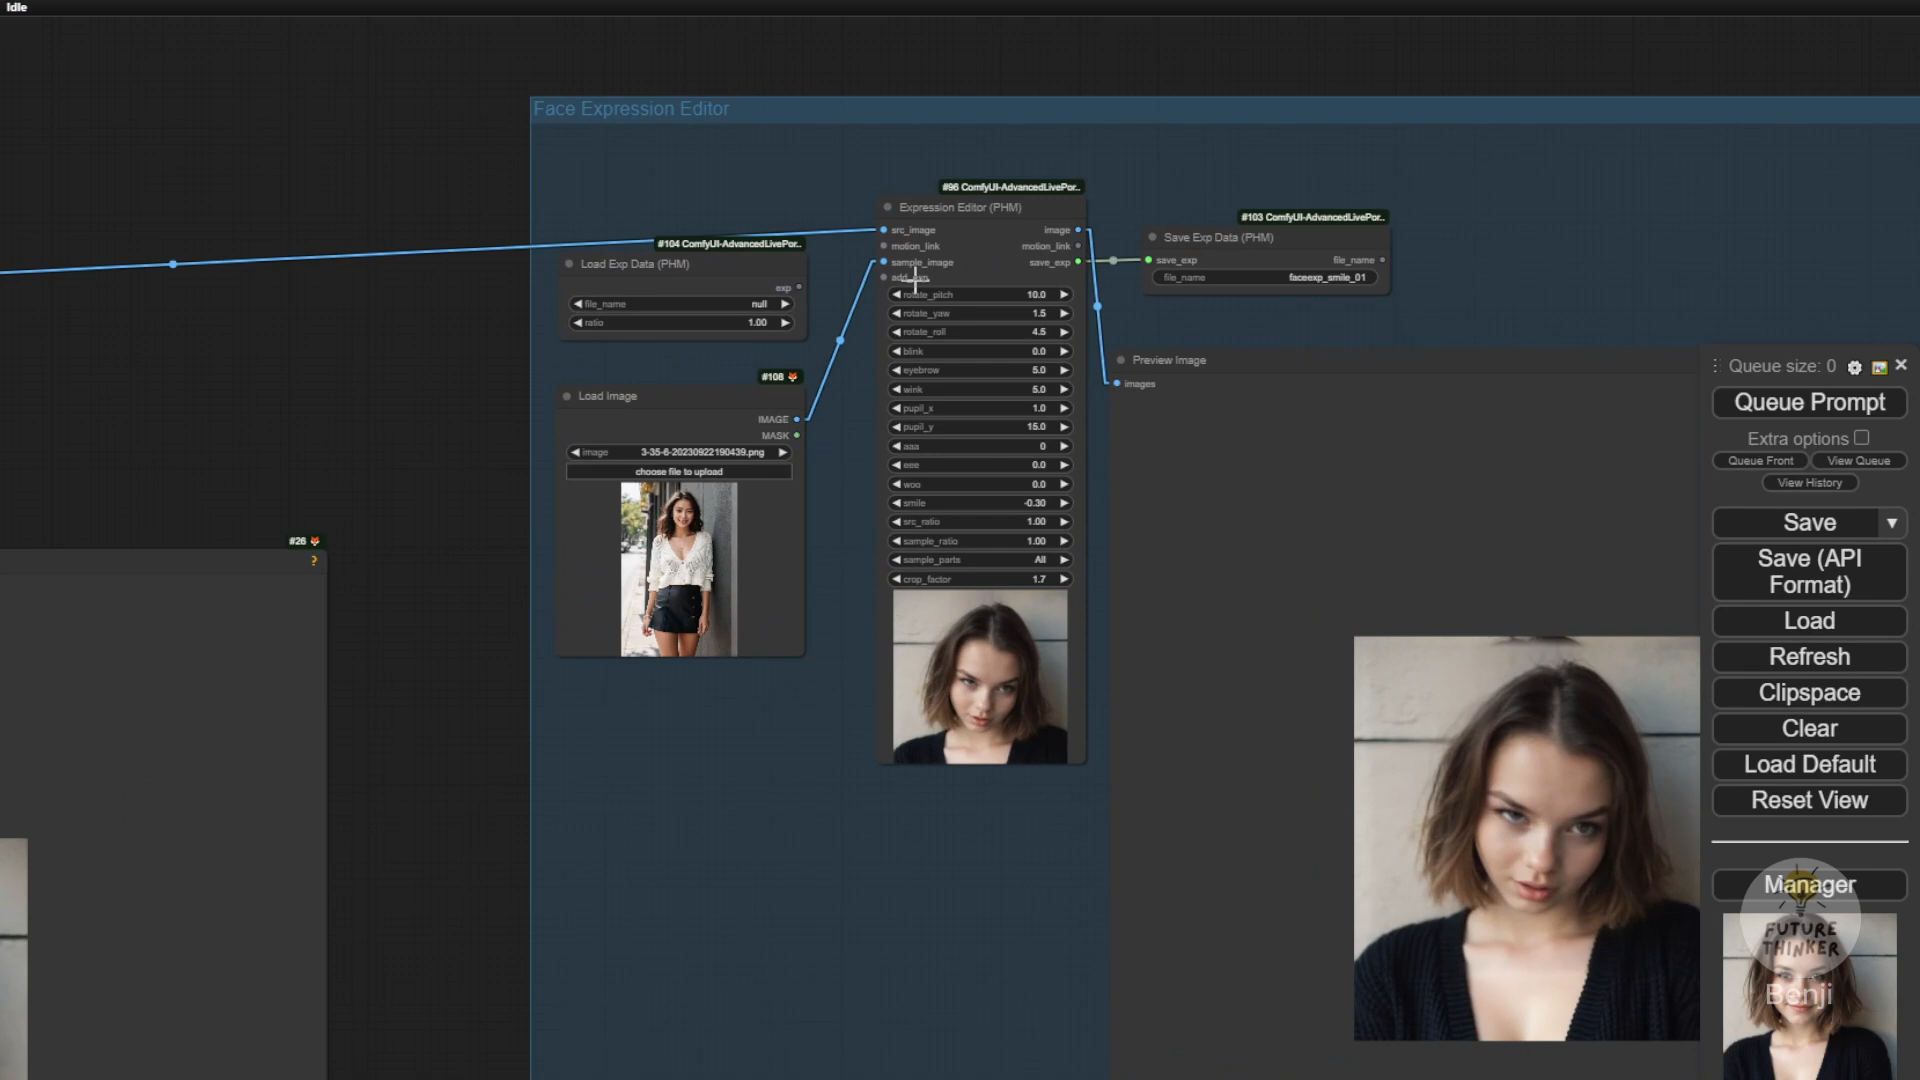 Idle
Face Expression Editor
#96 ComfyUI-AdvancedLivePor..
Expression Editor (PHM)
src_image
image
motion_link
motion_link
sample_image
save_exp
add_exp
rotate_pitch 10.0
rotate_yaw 1.5
rotate_roll 4.5
blink 0.0
eyebrow 5.0
wink 5.0
pupil_x 1.0
pupil_y 15.0
aaa 0
eee 0.0
woo 0.0
smile -0.30
src_ratio 1.00
sample_ratio 1.00
sample_parts All
crop_factor 1.7
#103 ComfyUI-AdvancedLivePor..
Save Exp Data (PHM)
save_exp
file_name
file_name faceexp_smile_01
#104 ComfyUI-AdvancedLivePor..
Load Exp Data (PHM)
exp
file_name null
ratio 1.00
#108
Load Image
IMAGE
MASK
image 3-35-6-20230922190439.png
choose file to upload
#26
?
Preview Image
images
Queue size: 0
Queue Prompt
Extra options
Queue Front
View Queue
View History
Save
Save (API
Format)
Load
Refresh
Clipspace
Clear
Load Default
Reset View
Manager
FUTURE
THINKER
Benji